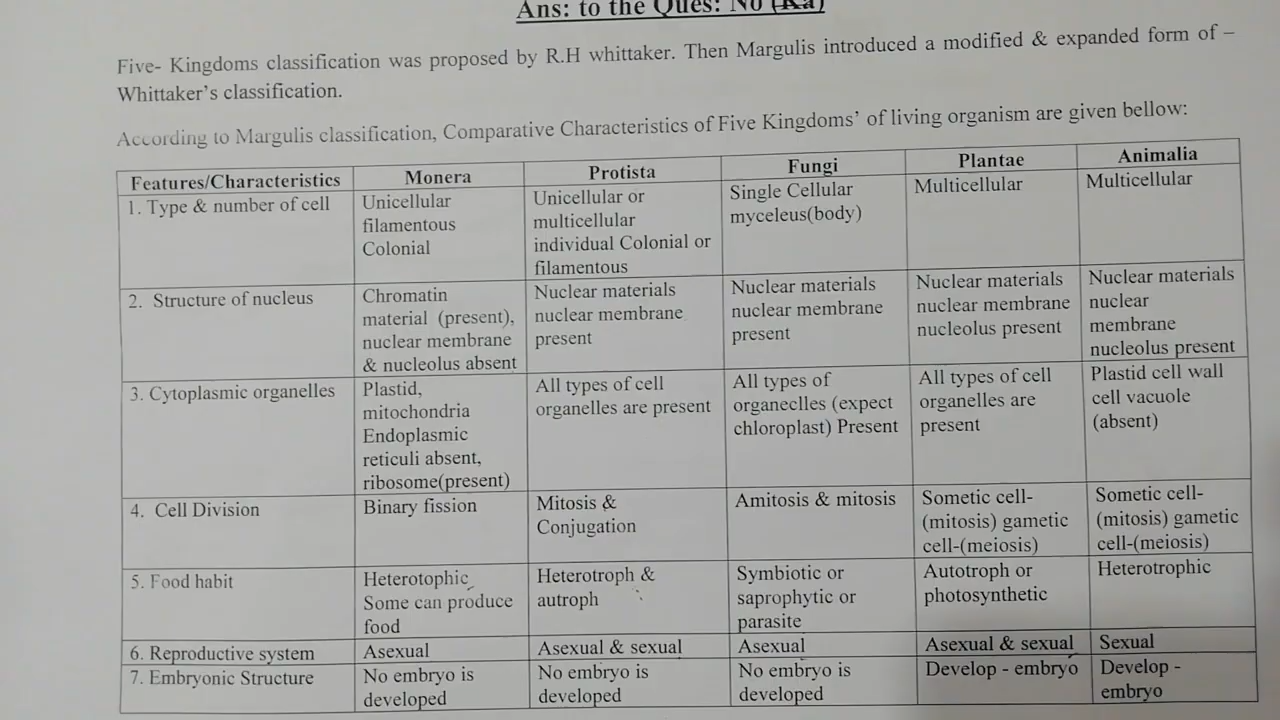 Ans: to the Ques: No (Ka)
Five- Kingdoms classification was proposed by R.H whittaker. Then Margulis introduced a modified & expanded form of –
Whittaker's classification.
According to Margulis classification, Comparative Characteristics of Five Kingdoms' of living organism are given bellow:
Features/Characteristics Monera Protista Fungi Plantae Animalia
1. Type & number of cell
Unicellular
filamentous
Colonial
Unicellular or
multicellular
individual Colonial or
filamentous
Single Cellular
myceleus(body)
Multicellular
Multicellular
2. Structure of nucleus
Chromatin
material (present),
nuclear membrane
& nucleolus absent
Nuclear materials
nuclear membrane
present
Nuclear materials
nuclear membrane
present
Nuclear materials
nuclear membrane
nucleolus present
Nuclear materials
nuclear
membrane
nucleolus present
3. Cytoplasmic organelles
Plastid,
mitochondria
Endoplasmic
reticuli absent,
ribosome(present)
All types of cell
organelles are present
All types of
organeclles (expect
chloroplast) Present
All types of cell
organelles are
present
Plastid cell wall
cell vacuole
(absent)
4. Cell Division
Binary fission
Mitosis &
Conjugation
Amitosis & mitosis
Sometic cell-
(mitosis) gametic
cell-(meiosis)
Sometic cell-
(mitosis) gametic
cell-(meiosis)
5. Food habit
Heterotophic
Some can produce
food
Heterotroph &
autroph
Symbiotic or
saprophytic or
parasite
Autotroph or
photosynthetic
Heterotrophic
6. Reproductive system
Asexual
Asexual & sexual
Asexual
Asexual & sexual
Sexual
7. Embryonic Structure
No embryo is
developed
No embryo is
developed
No embryo is
developed
Develop - embryo
Develop -
embryo